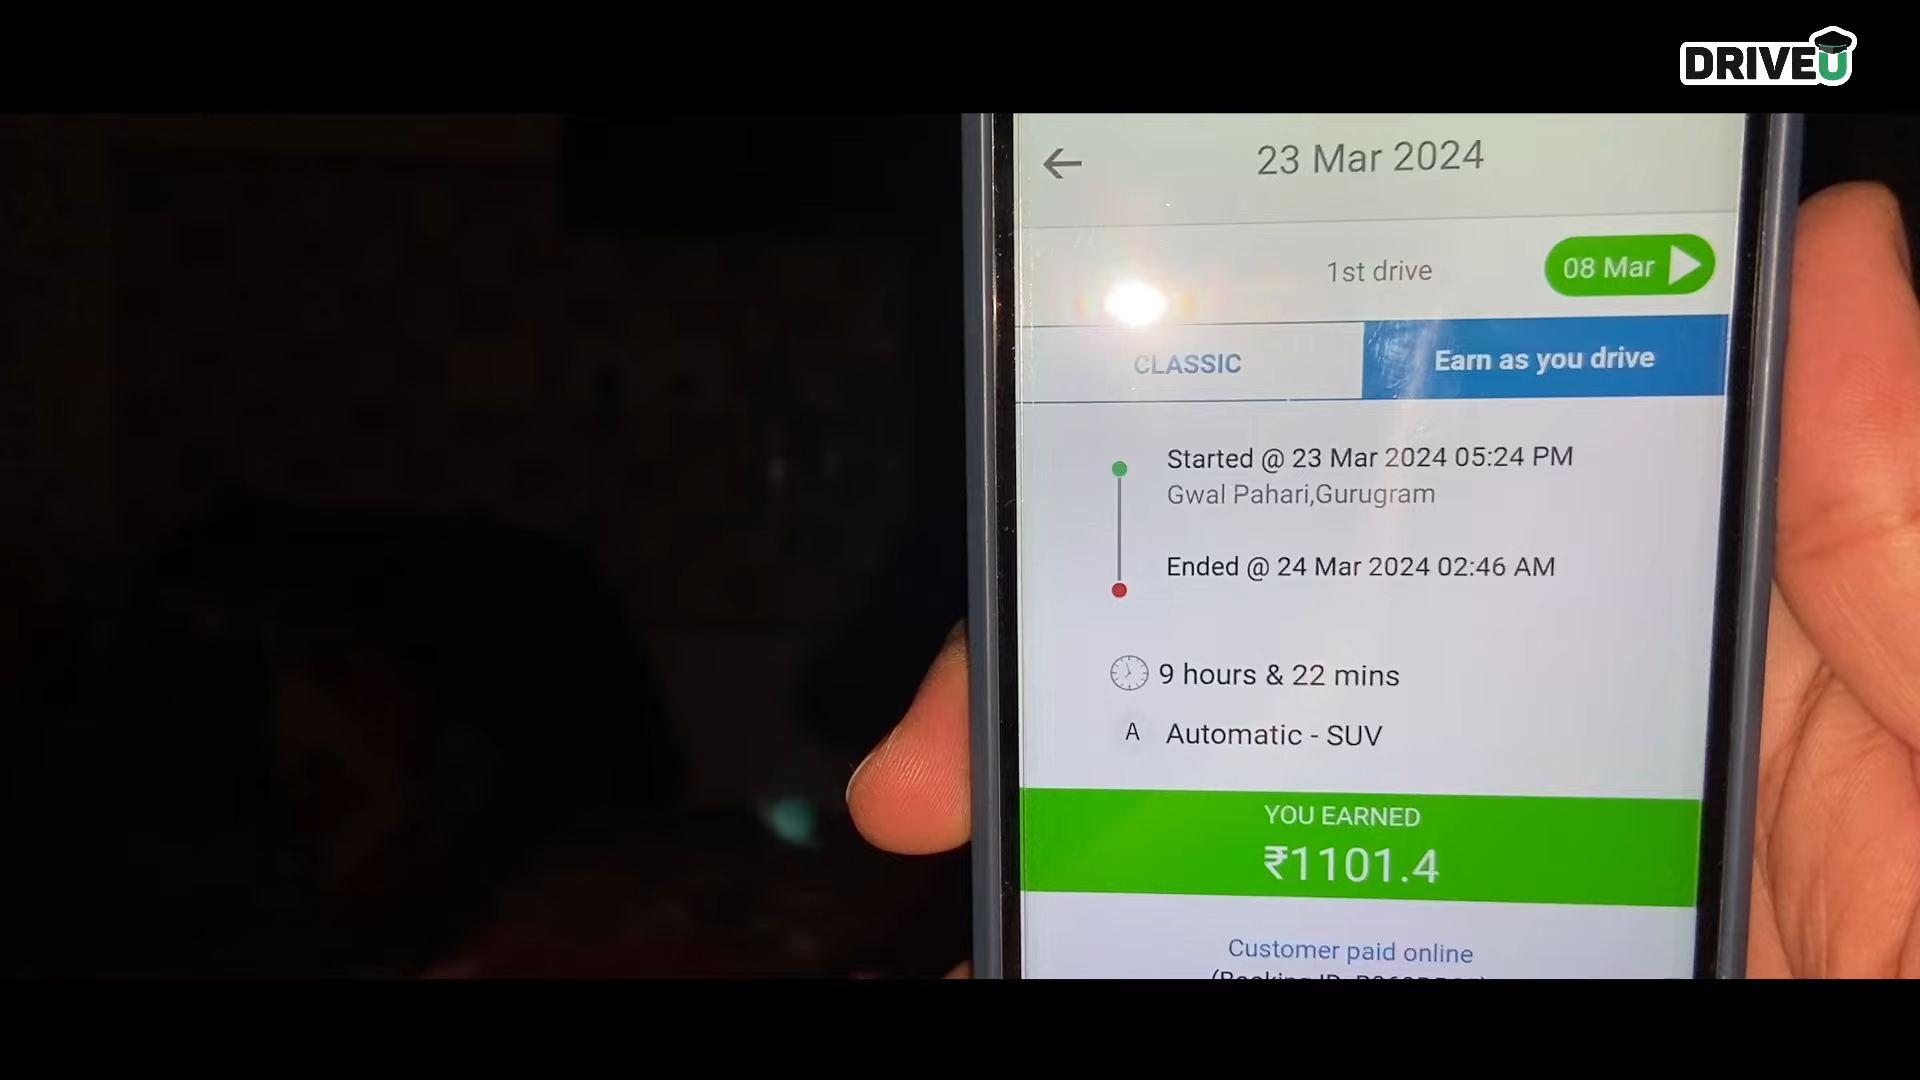 DRIVEU
23 Mar 2024
1st drive
08 Mar
CLASSIC
Earn as you drive
Started @ 23 Mar 2024 05:24 PM
Gwal Pahari,Gurugram
Ended @ 24 Mar 2024 02:46 AM
9 hours & 22 mins
A Automatic - SUV
YOU EARNED
₹1101.4
Customer paid online